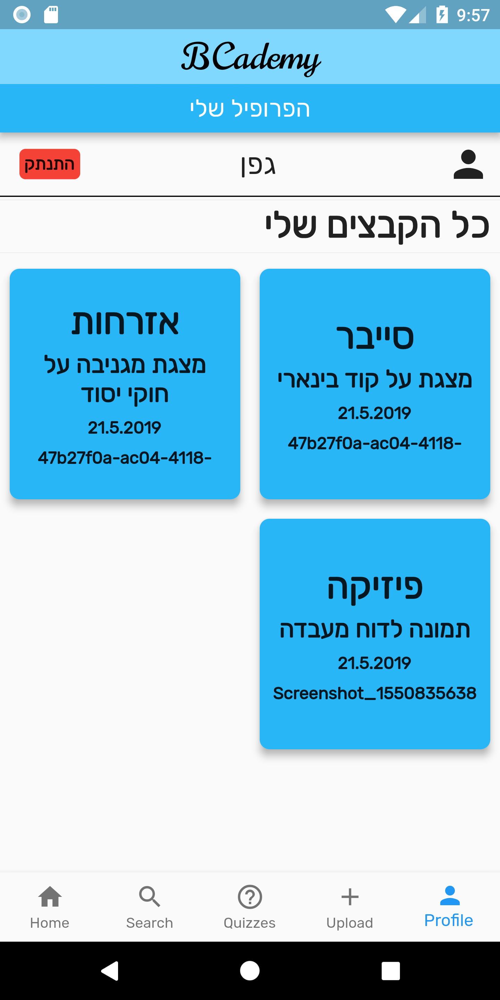 9:57
BCademy
הפרופיל שלי
גפן
התנתק
כל הקבצים שלי
סייבר
מצגת על קוד בינארי
21.5.2019
47b27f0a-ac04-4118-
אזרחות
מצגת מגניבה על
חוקי יסוד
21.5.2019
47b27f0a-ac04-4118-
פיזיקה
תמונה לדוח מעבדה
21.5.2019
Screenshot_1550835638
Home
Search
Quizzes
Upload
Profile